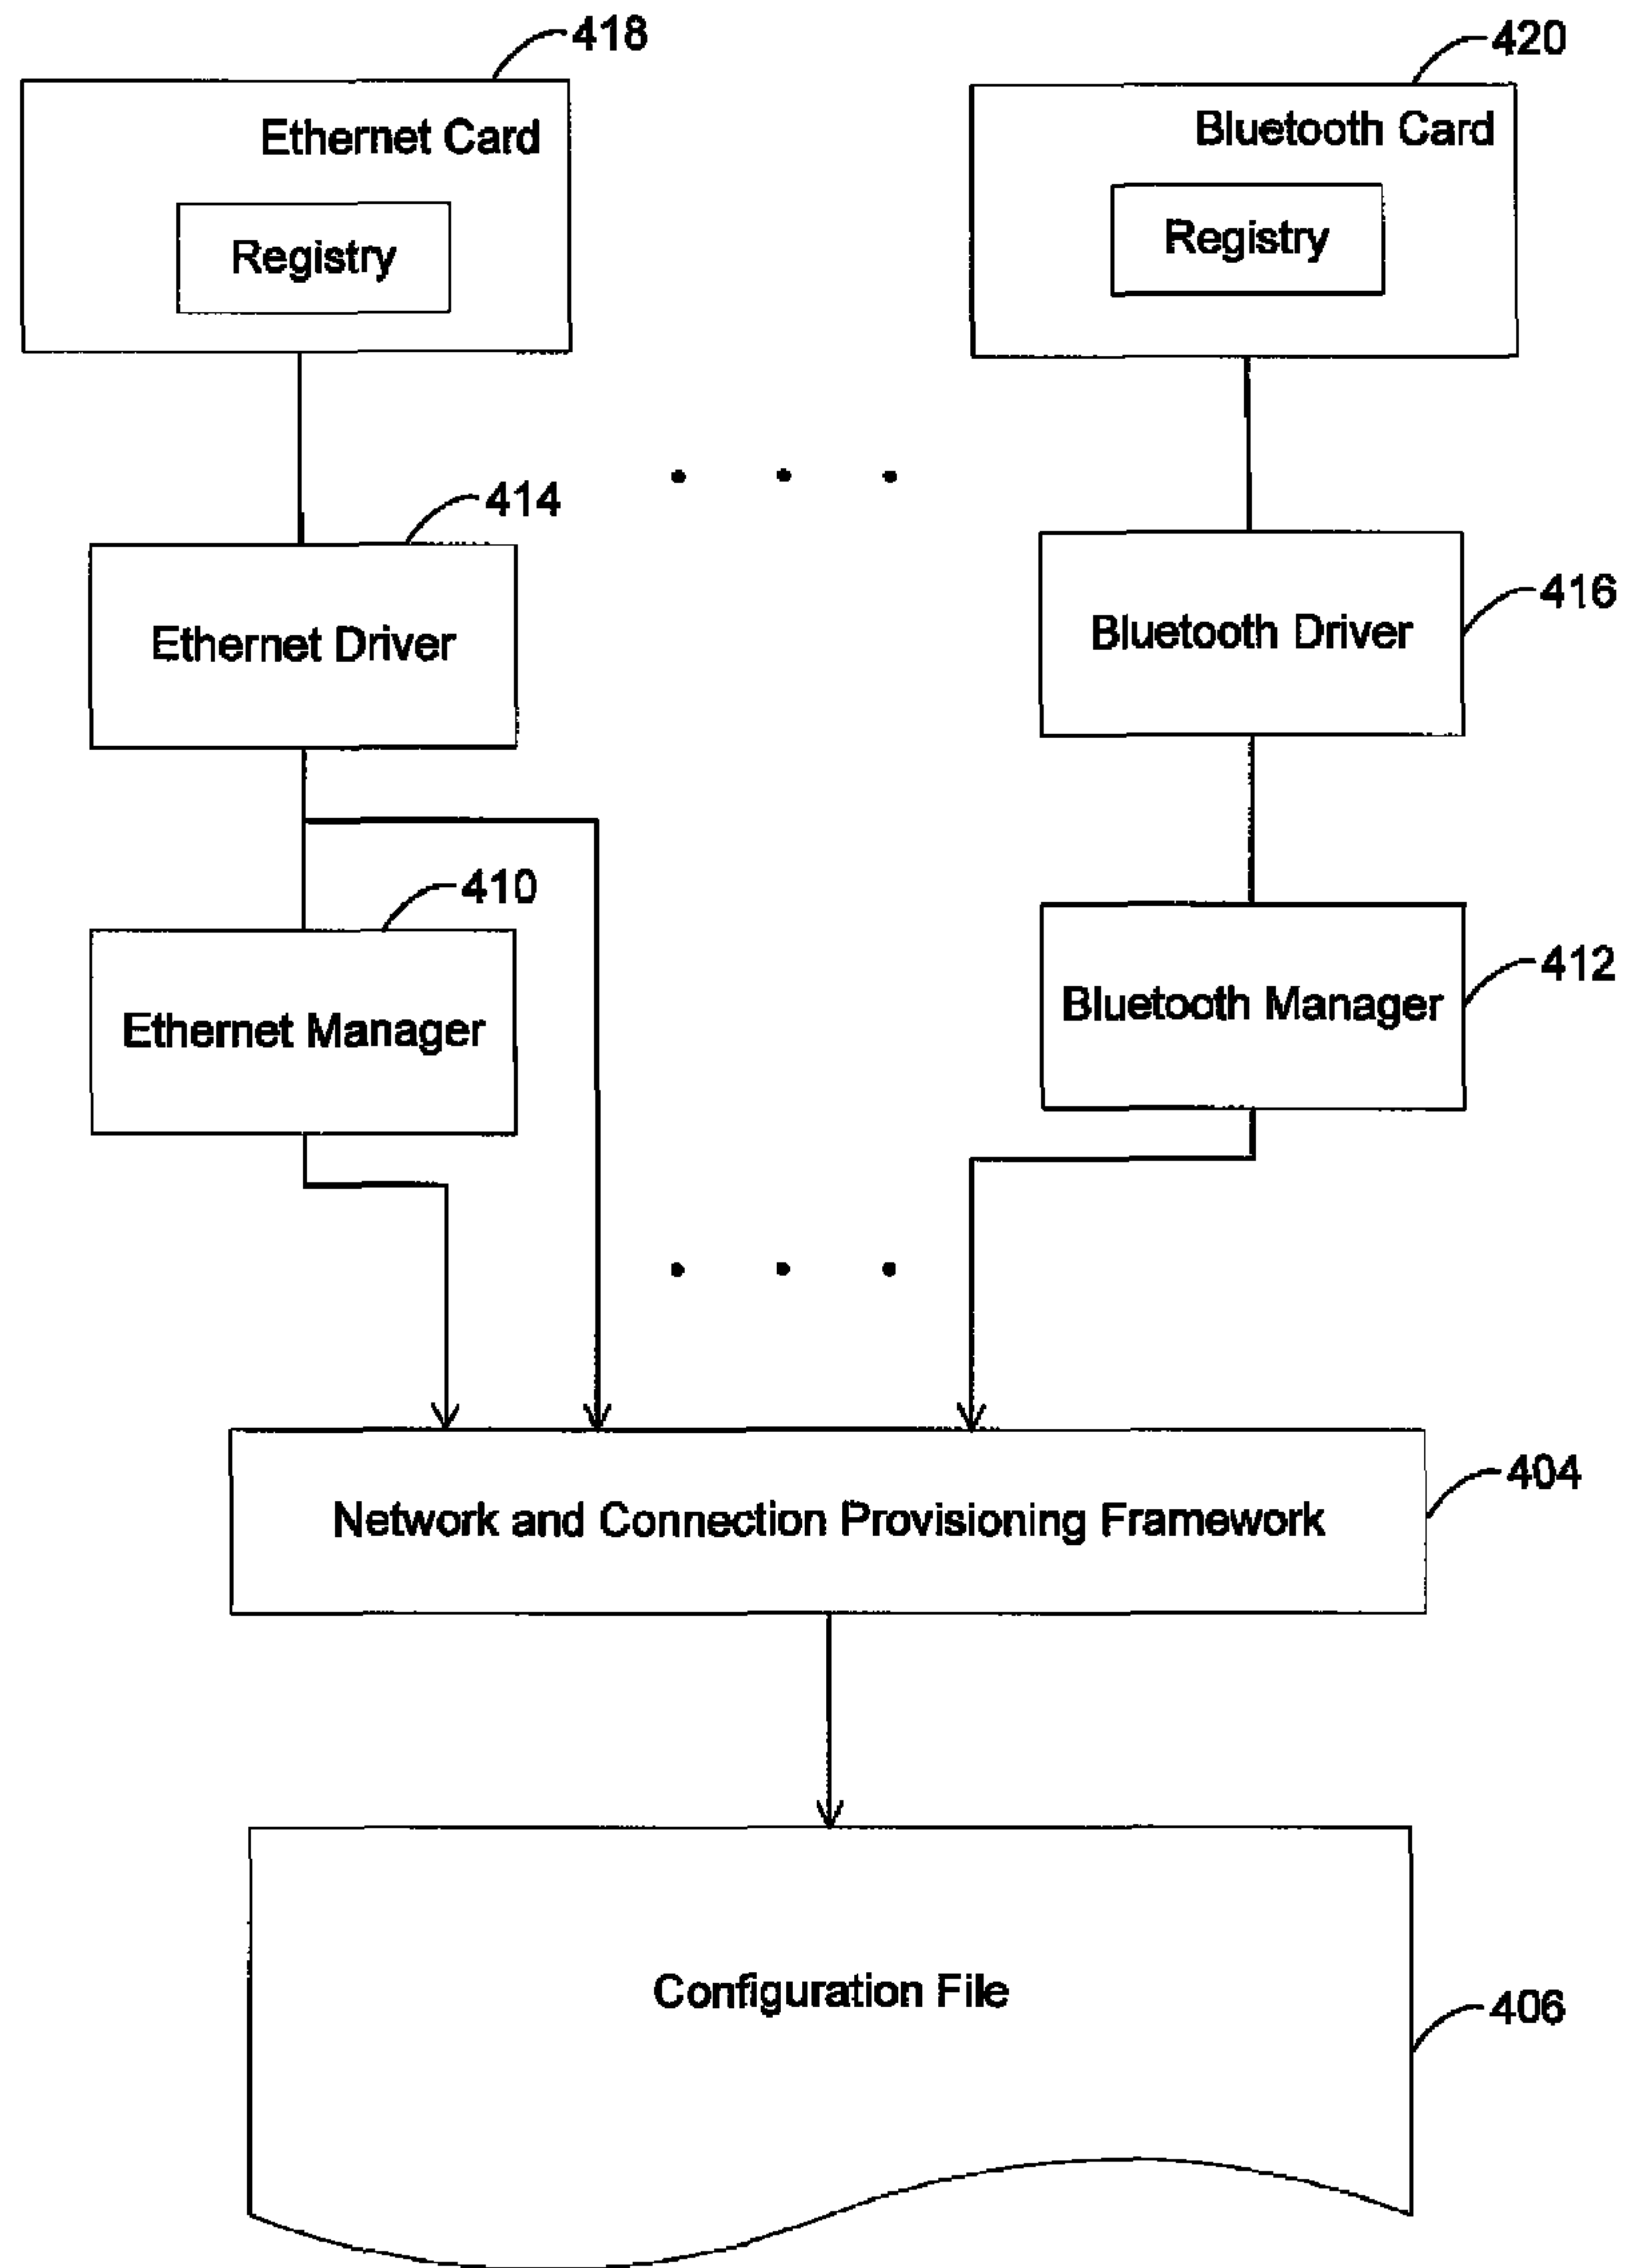 418
420
Ethernet Card
Bluetooth Card
Registry
Registry
414
416
Ethernet Driver
Bluetooth Driver
410
412
Ethernet Manager
Bluetooth Manager
404
Network and Connection Provisioning Framework
Configuration File
406